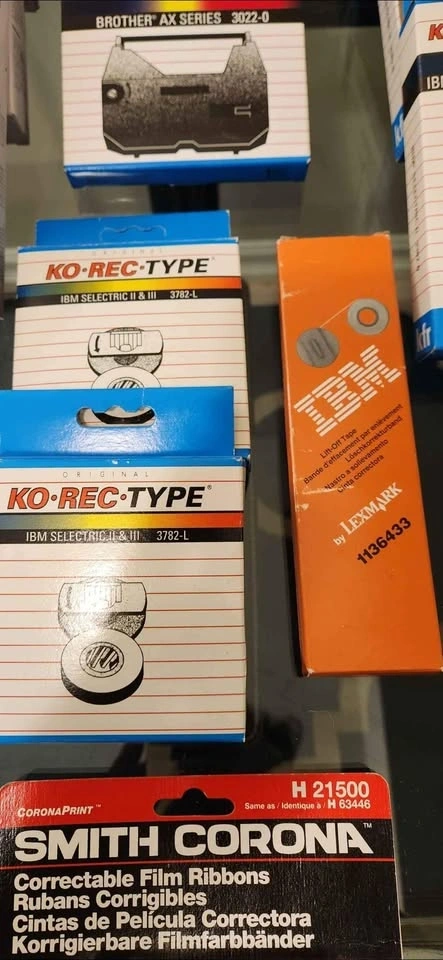 BROTHER® AX SERIES 3022-0
ORIGINAL
KO·REC·TYPE®
IBM SELECTRIC II & III 3782-L
ORIGINAL
KO·REC·TYPE®
IBM SELECTRIC II & III 3782-L
IBM
Lift-Off Tape
Bande d'effacement par enlèvement
Löschkorrekturband
Nastro a sollevamento
Cinta correctora
by LEXMARK
1136433
H 21500
CORONAPRINT™
Same as / Identique à / H 63446
SMITH CORONA™
Correctable Film Ribbons
Rubans Corrigibles
Cintas de Película Correctora
Korrigierbare Filmfarbbänder